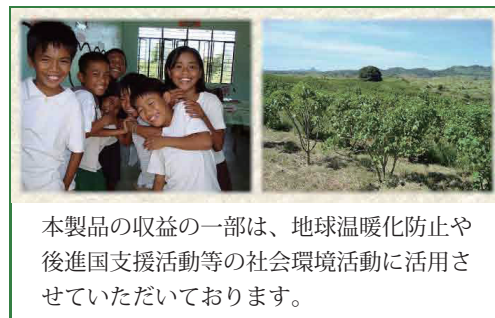 本製品の収益の一部は、地球温暖化防止や
後進国支援活動等の社会環境活動に活用さ
せていただいております。